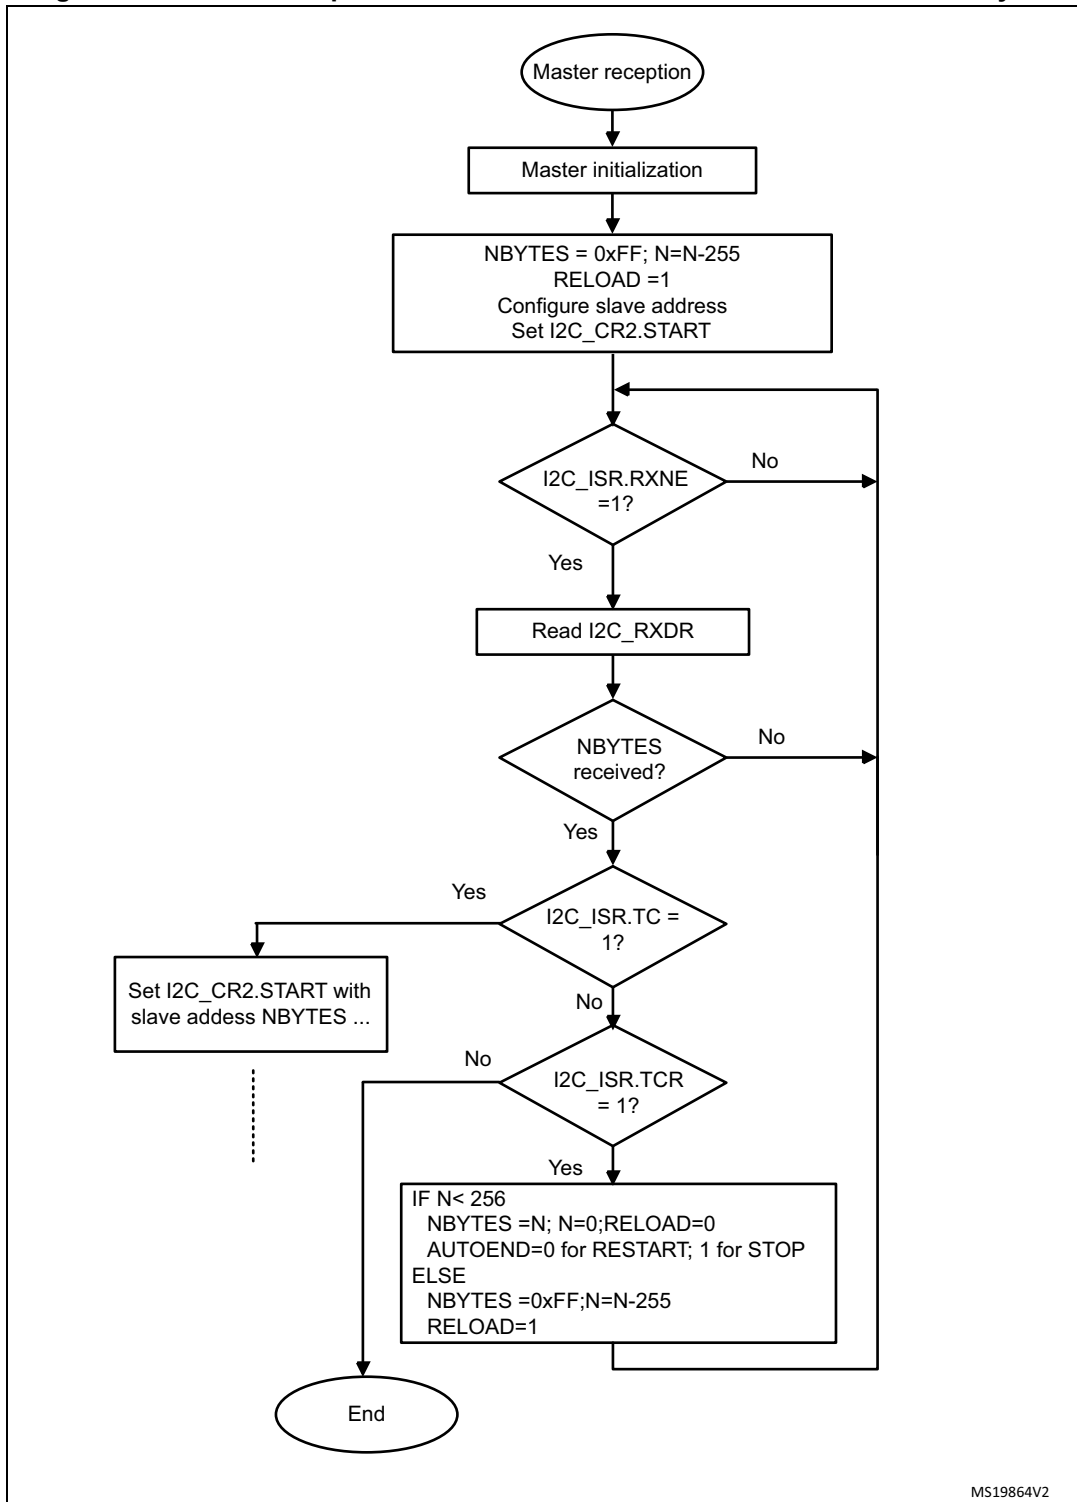 Master reception
Master initialization
NBYTES = 0xFF; N=N-255
RELOAD =1
Configure slave address
Set I2C_CR2.START
I2C_ISR.RXNE
=1?
No
Yes
Read I2C_RXDR
NBYTES
received?
No
Yes
I2C_ISR.TC =
1?
Yes
Set I2C_CR2.START with
slave addess NBYTES ...
No
I2C_ISR.TCR
= 1?
No
Yes
IF N< 256
NBYTES =N; N=0;RELOAD=0
AUTOEND=0 for RESTART; 1 for STOP
ELSE
NBYTES =0xFF;N=N-255
RELOAD=1
End
MS19864V2